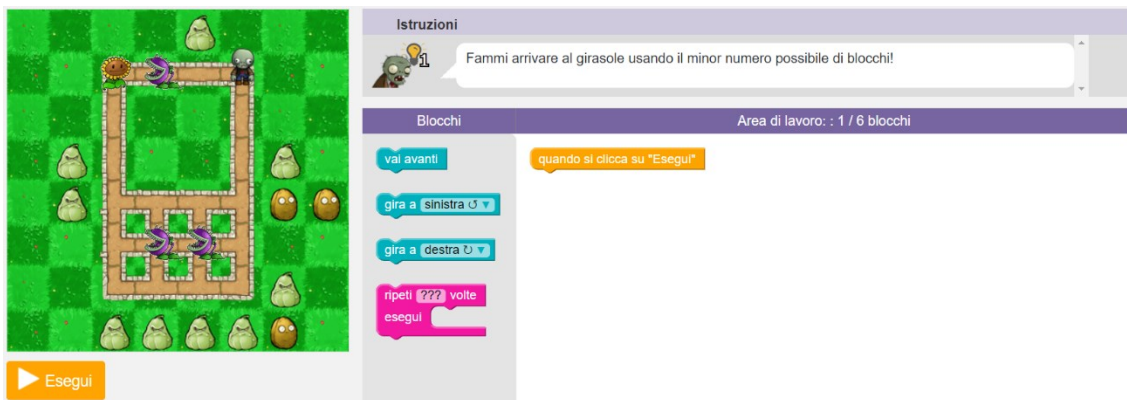 Istruzioni
1
Fammi arrivare al girasole usando il minor numero possibile di blocchi!
Blocchi
Area di lavoro: : 1 / 6 blocchi
vai avanti
quando si clicca su "Esegui"
gira a sinistra ↺ ▼
gira a destra ↻ ▼
ripeti ??? volte
esegui
Esegui